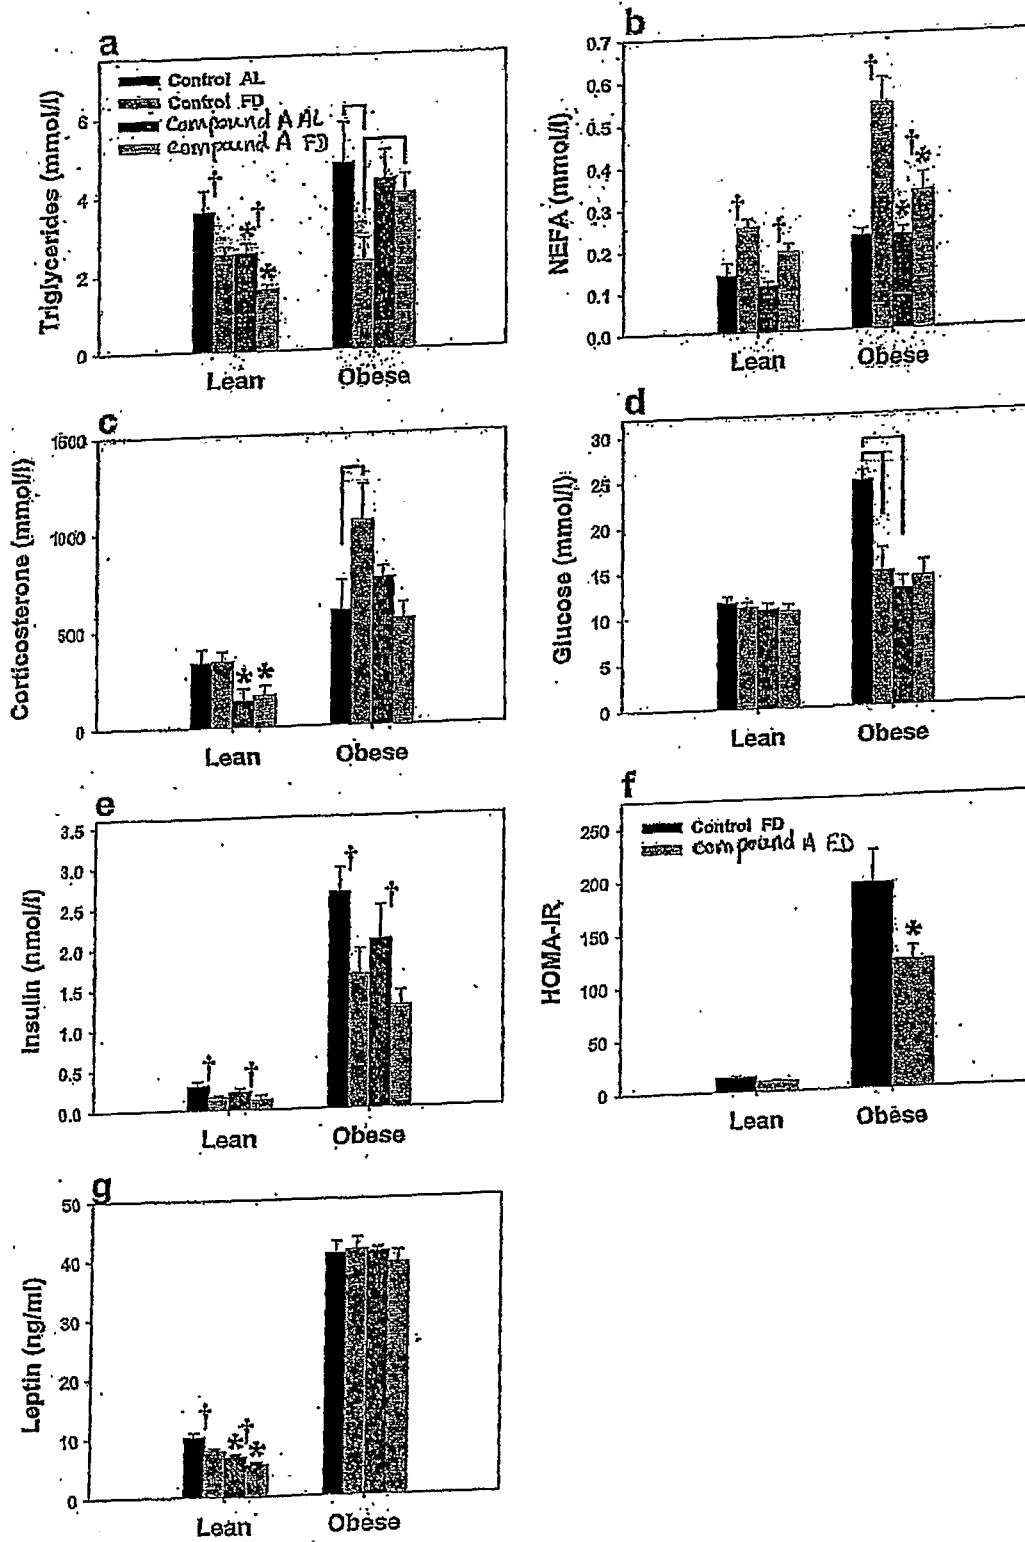 a
Triglycerides (mmol/l)
6
4
2
0
Control AL
Control FD
Compound A AL
Compound A FD
†
*†
*
Lean
Obese
b
NEFA (mmol/l)
0.7
0.6
0.5
0.4
0.3
0.2
0.1
0.0
†
†
†
*
†
*
Lean
Obese
c
Corticosterone (mmol/l)
1500
1000
500
0
* *
Lean
Obese
d
Glucose (mmol/l)
30
25
20
15
10
5
0
Lean
Obese
e
Insulin (nmol/l)
3.5
3.0
2.5
2.0
1.5
1.0
0.5
0.0
†
†
†
†
Lean
Obese
f
HOMA-IR
250
200
150
100
50
0
Control FD
Compound A FD
*
Lean
Obese
g
Leptin (ng/ml)
50
40
30
20
10
0
†
*†
*
Lean
Obese